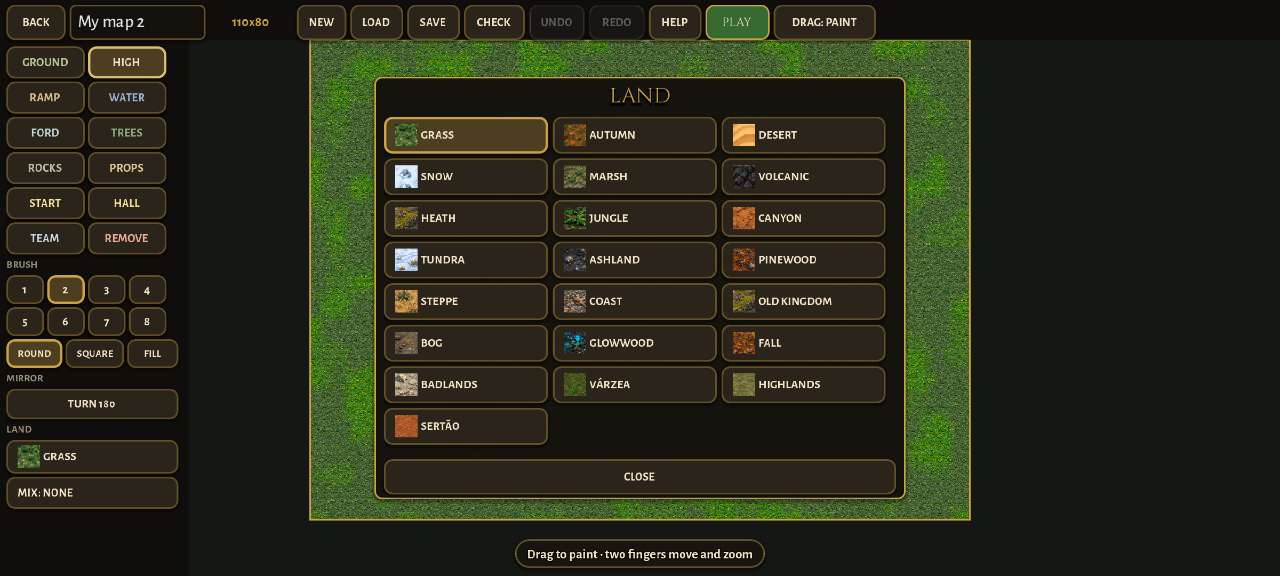 BACK My map 2 110x80 NEW LOAD SAVE CHECK UNDO REDO HELP PLAY DRAG: PAINT
GROUND HIGH
RAMP WATER
FORD TREES
ROCKS PROPS
START HALL
TEAM REMOVE
BRUSH
1 2 3 4
5 6 7 8
ROUND SQUARE FILL
MIRROR
TURN 180
LAND
GRASS
MIX: NONE
LAND
GRASS AUTUMN DESERT
SNOW MARSH VOLCANIC
HEATH JUNGLE CANYON
TUNDRA ASHLAND PINEWOOD
STEPPE COAST OLD KINGDOM
BOG GLOWWOOD FALL
BADLANDS VÁRZEA HIGHLANDS
SERTÃO
CLOSE
Drag to paint · two fingers move and zoom